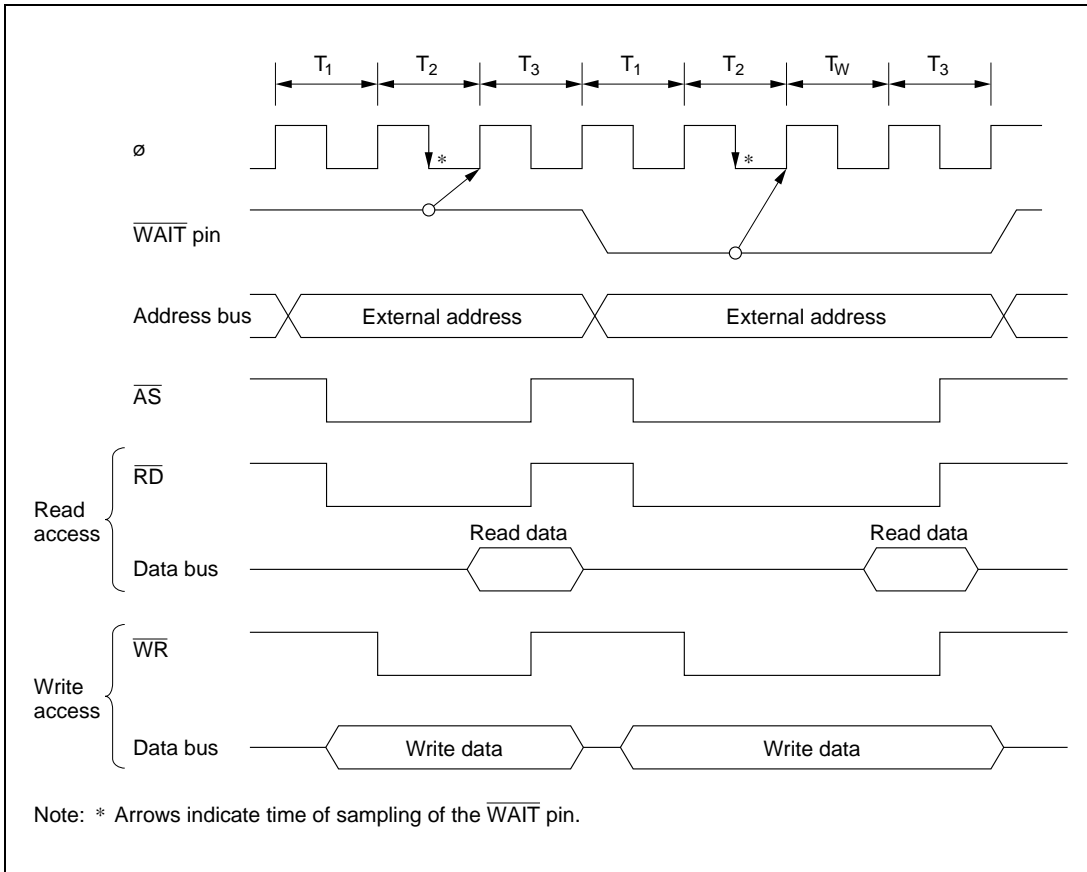 T1 T2 T3 T1 T2 TW T3
ø
* *
WAIT pin
Address bus External address External address
AS
RD
Read access
Read data Read data
Data bus
WR
Write access
Data bus Write data Write data
Note: * Arrows indicate time of sampling of the WAIT pin.